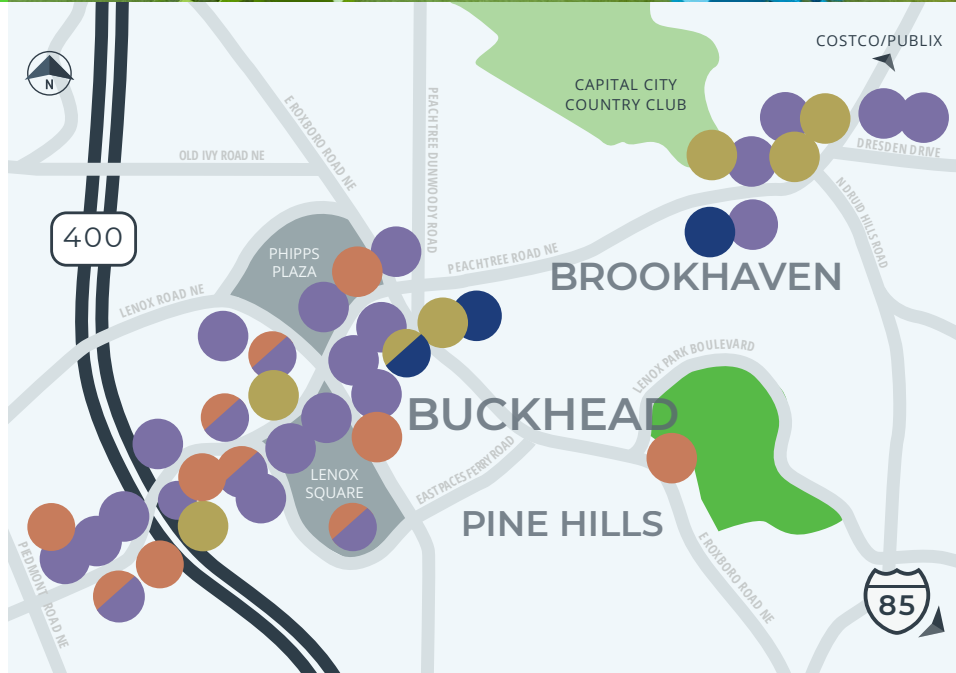 COSTCO/PUBLIX
N
CAPITAL CITY
COUNTRY CLUB
E ROXBORO ROAD NE
PEACHTREE DUNWOODY ROAD
OLD IVY ROAD NE
DRESDEN DRIVE
N DRUID HILLS ROAD
400
PHIPPS
PLAZA
PEACHTREE ROAD NE
BROOKHAVEN
LENOX ROAD NE
LENOX PARK BOULEVARD
BUCKHEAD
EAST PACES FERRY ROAD
LENOX
SQUARE
PINE HILLS
PIEDMONT ROAD NE
E ROXBORO ROAD NE
85